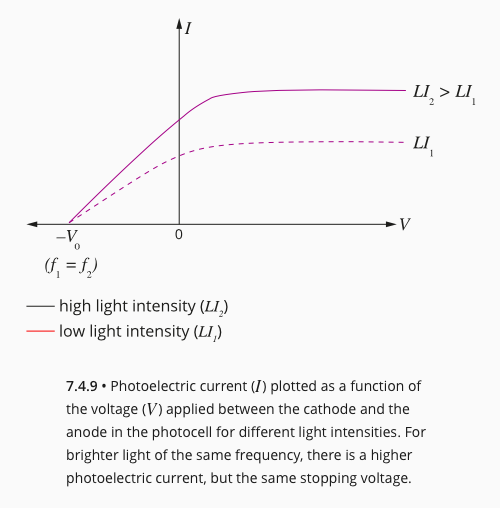 I
LI₂ > LI₁
LI₁
V
–V₀
0
(f₁ = f₂)
high light intensity (LI₂)
low light intensity (LI₁)
7.4.9 • Photoelectric current (I) plotted as a function of
the voltage (V) applied between the cathode and the
anode in the photocell for different light intensities. For
brighter light of the same frequency, there is a higher
photoelectric current, but the same stopping voltage.